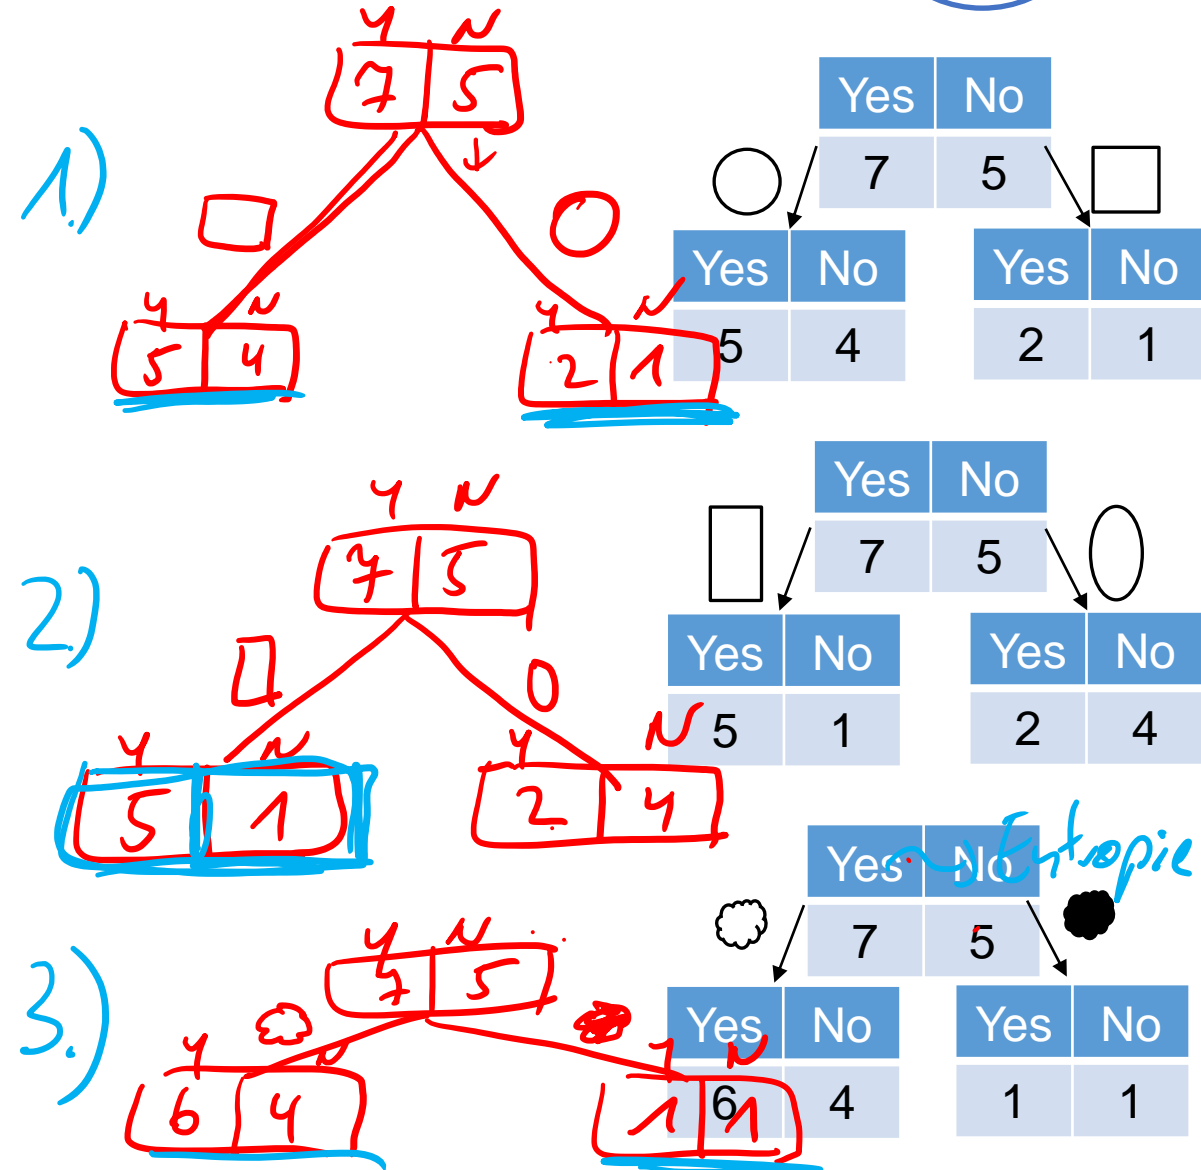 1.)
Y N
7 5
Y N
5 4
Y N
2 1
Yes No
7 5
Yes No
5 4
Yes No
2 1
2.)
Y N
7 5
Y N
5 1
Y N
2 4
Yes No
7 5
Yes No
5 1
Yes No
2 4
Entropie
3.)
Y N
7 5
Y N
6 4
Y N
1 1
Yes No
7 5
Yes No
6 4
Yes No
1 1